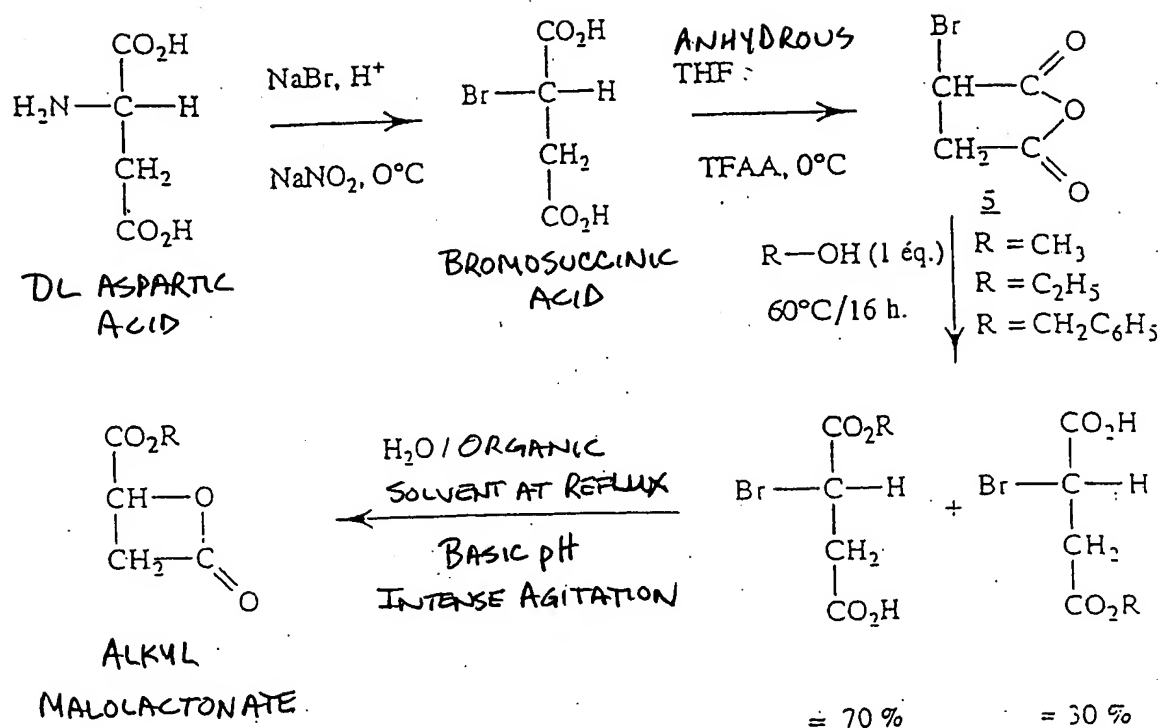 CO₂H
H₂N—C—H
CH₂
CO₂H
DL ASPARTIC
ACID
NaBr, H⁺
NaNO₂, 0°C
CO₂H
Br—C—H
CH₂
CO₂H
BROMOSUCCINIC
ACID
ANHYDROUS
THF
TFAA, 0°C
Br
CH—C
O
O
CH₂—C
O
5
R—OH (1 éq.)
60°C/16 h.
R = CH₃
R = C₂H₅
R = CH₂C₆H₅
CO₂R
Br—C—H
CH₂
CO₂H
= 70 %
+
CO₂H
Br—C—H
CH₂
CO₂R
= 30 %
H₂O / ORGANIC
SOLVENT AT REFLUX
BASIC pH
INTENSE AGITATION
CO₂R
CH—O
CH₂—C
O
ALKYL
MALOLACTONATE